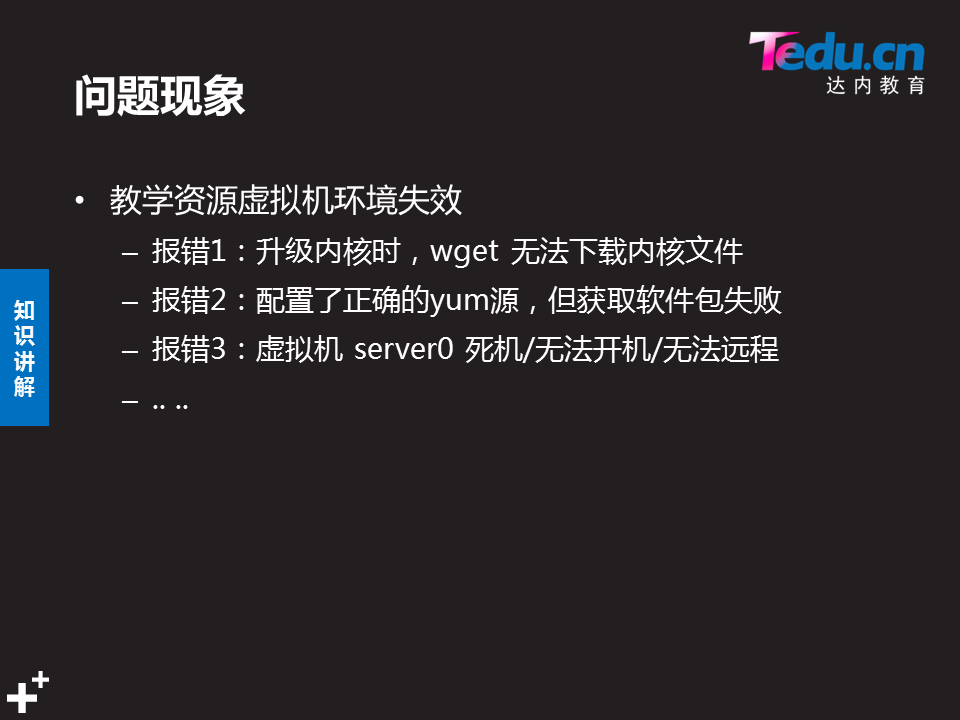 Tedu.cn
达内教育
问题现象
• 教学资源虚拟机环境失效
– 报错1：升级内核时，wget 无法下载内核文件
– 报错2：配置了正确的yum源，但获取软件包失败
– 报错3：虚拟机 server0 死机/无法开机/无法远程
– .. ..
知识讲解